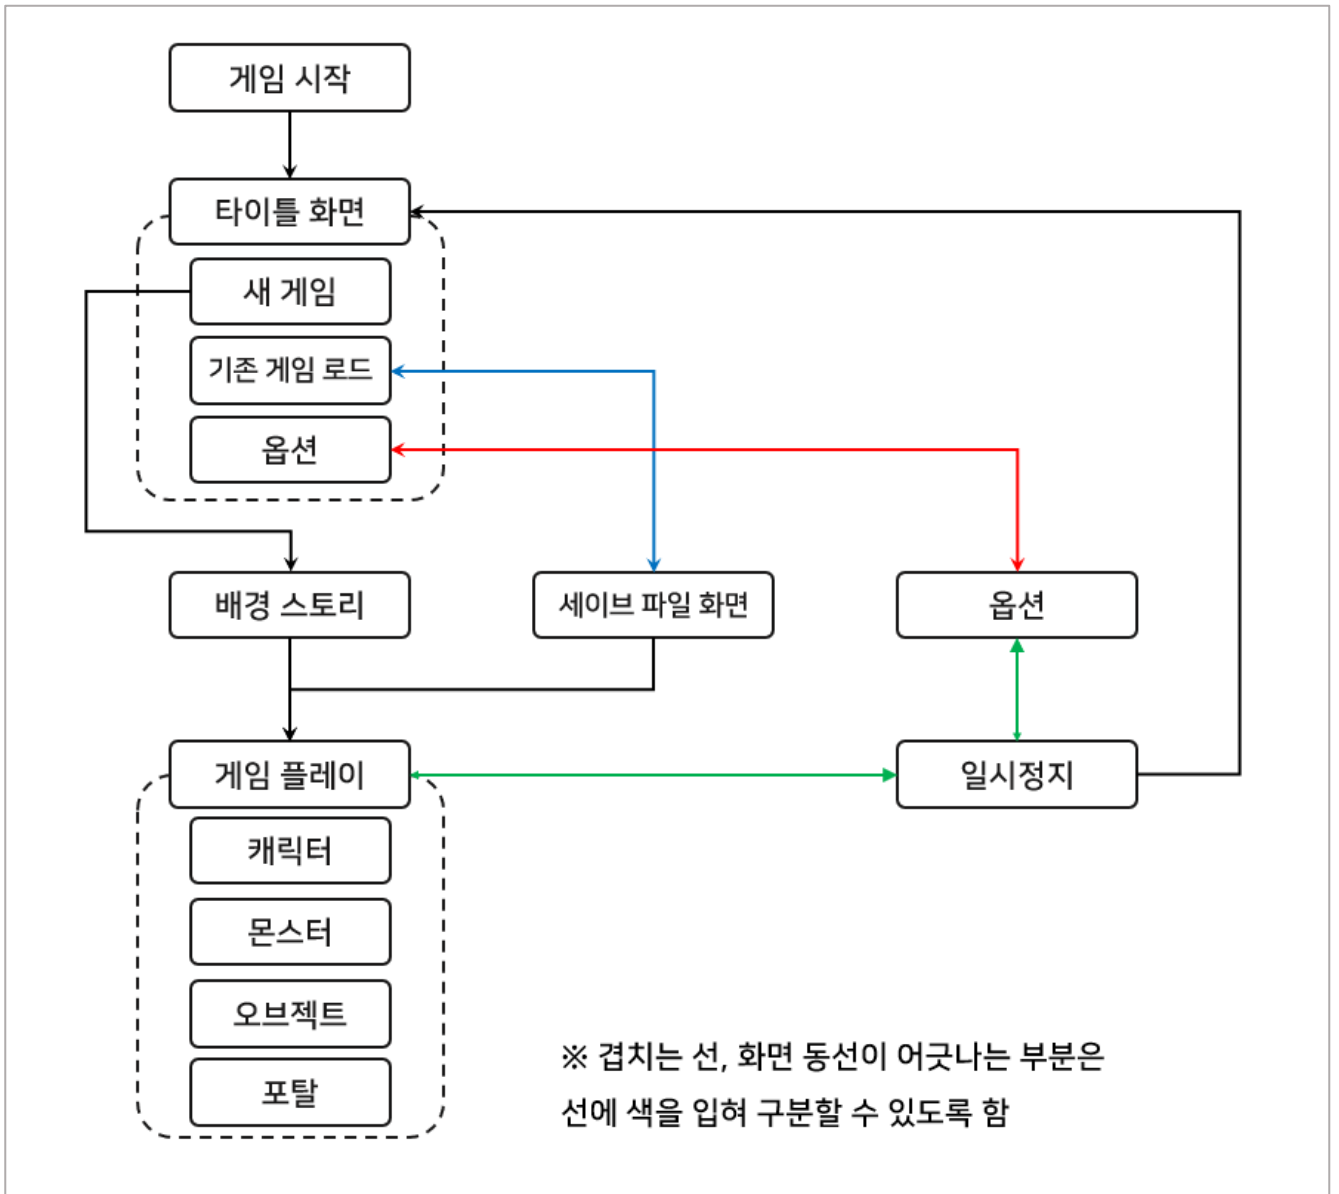 게임 시작
타이틀 화면
새 게임
기존 게임 로드
옵션
배경 스토리
세이브 파일 화면
옵션
게임 플레이
일시정지
캐릭터
몬스터
오브젝트
포탈
※ 겹치는 선, 화면 동선이 어긋나는 부분은
선에 색을 입혀 구분할 수 있도록 함